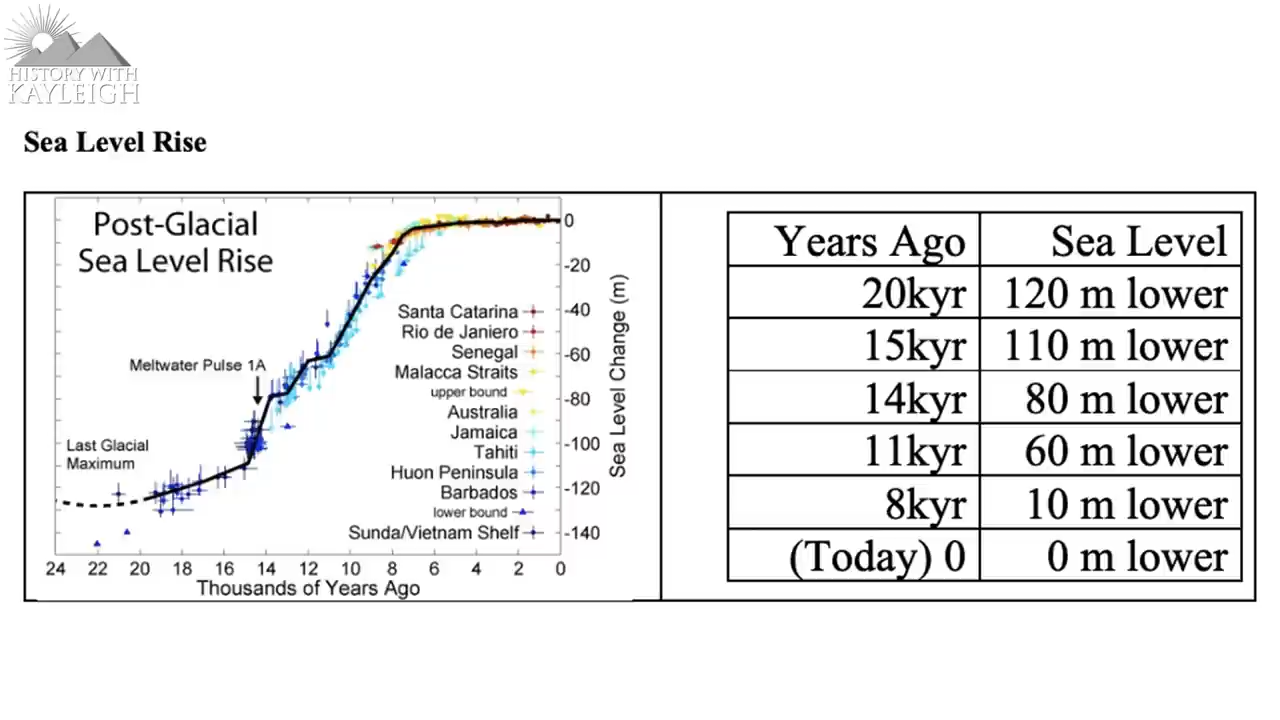 HISTORY WITH
KAYLEIGH
Sea Level Rise
Post-Glacial
Sea Level Rise
Meltwater Pulse 1A
Last Glacial
Maximum
Santa Catarina
Rio de Janiero
Senegal
Malacca Straits
upper bound
Australia
Jamaica
Tahiti
Huon Peninsula
Barbados
lower bound
Sunda/Vietnam Shelf
0
-20
-40
-60
-80
-100
-120
-140
Sea Level Change (m)
24 22 20 18 16 14 12 10 8 6 4 2 0
Thousands of Years Ago
Years Ago Sea Level
20kyr 120 m lower
15kyr 110 m lower
14kyr 80 m lower
11kyr 60 m lower
8kyr 10 m lower
(Today) 0 0 m lower